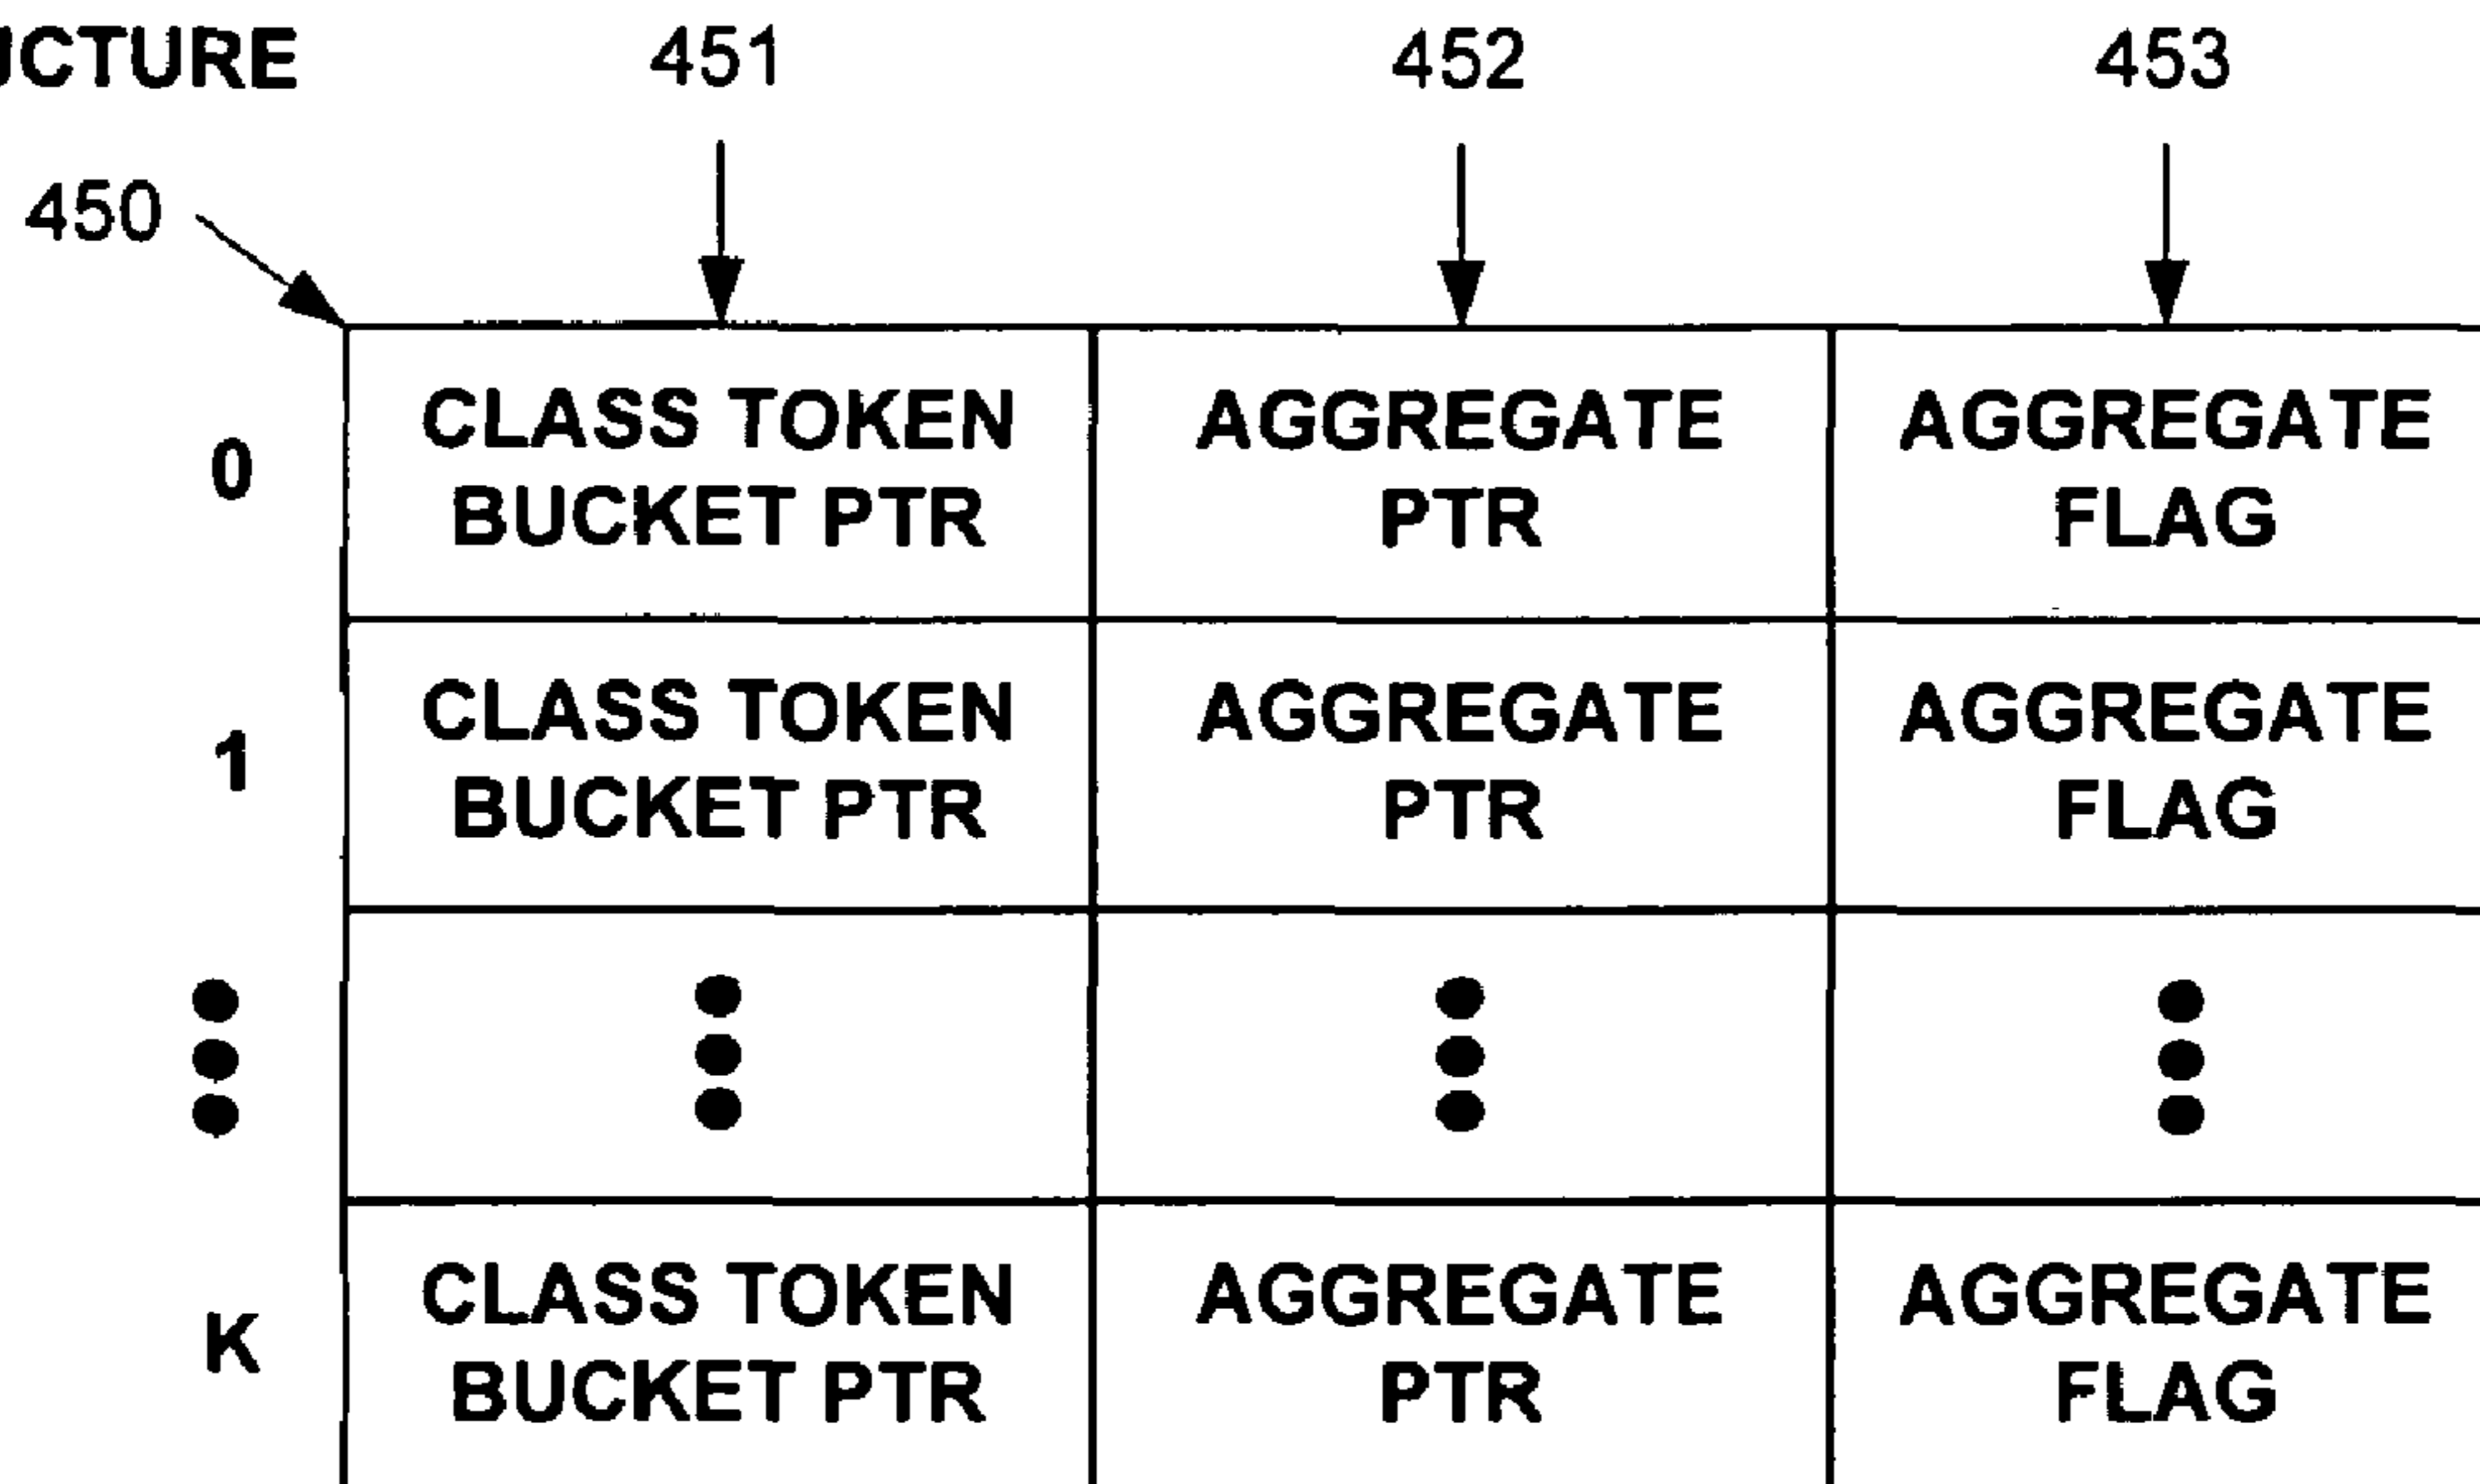 UCTURE 451 452 453
450
0 CLASS TOKEN AGGREGATE AGGREGATE
BUCKET PTR PTR FLAG
1 CLASS TOKEN AGGREGATE AGGREGATE
BUCKET PTR PTR FLAG
K CLASS TOKEN AGGREGATE AGGREGATE
BUCKET PTR PTR FLAG